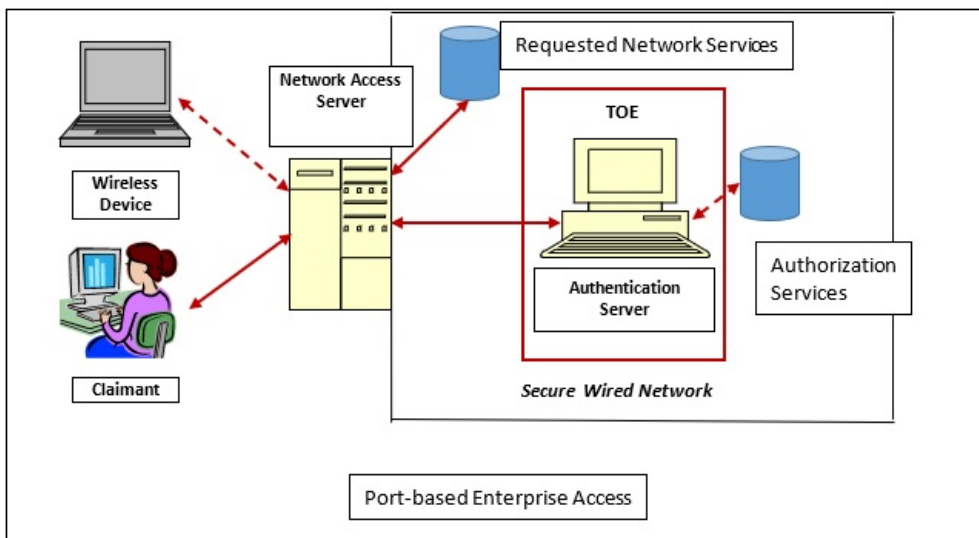 Requested Network Services
Network Access
Server
TOE
Wireless
Device
Authentication
Server
Authorization
Services
Claimant
Secure Wired Network
Port-based Enterprise Access